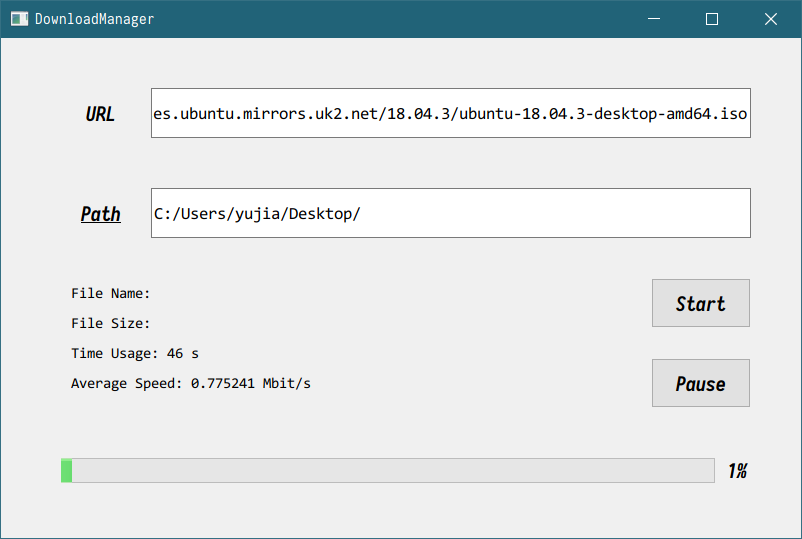 DownloadManager
URL
es.ubuntu.mirrors.uk2.net/18.04.3/ubuntu-18.04.3-desktop-amd64.iso
Path
C:/Users/yujia/Desktop/
File Name:
File Size:
Time Usage: 46 s
Average Speed: 0.775241 Mbit/s
Start
Pause
1%